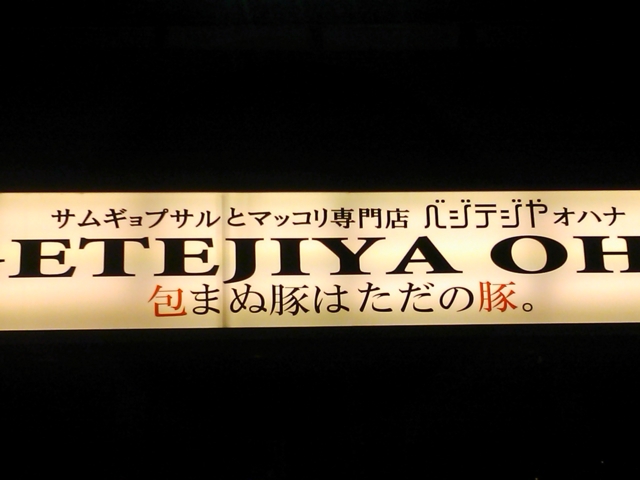 サムギョプサルとマッコリ専門店 ベジテジや オハナ
GETEJIYA OH
包まぬ豚はただの豚。